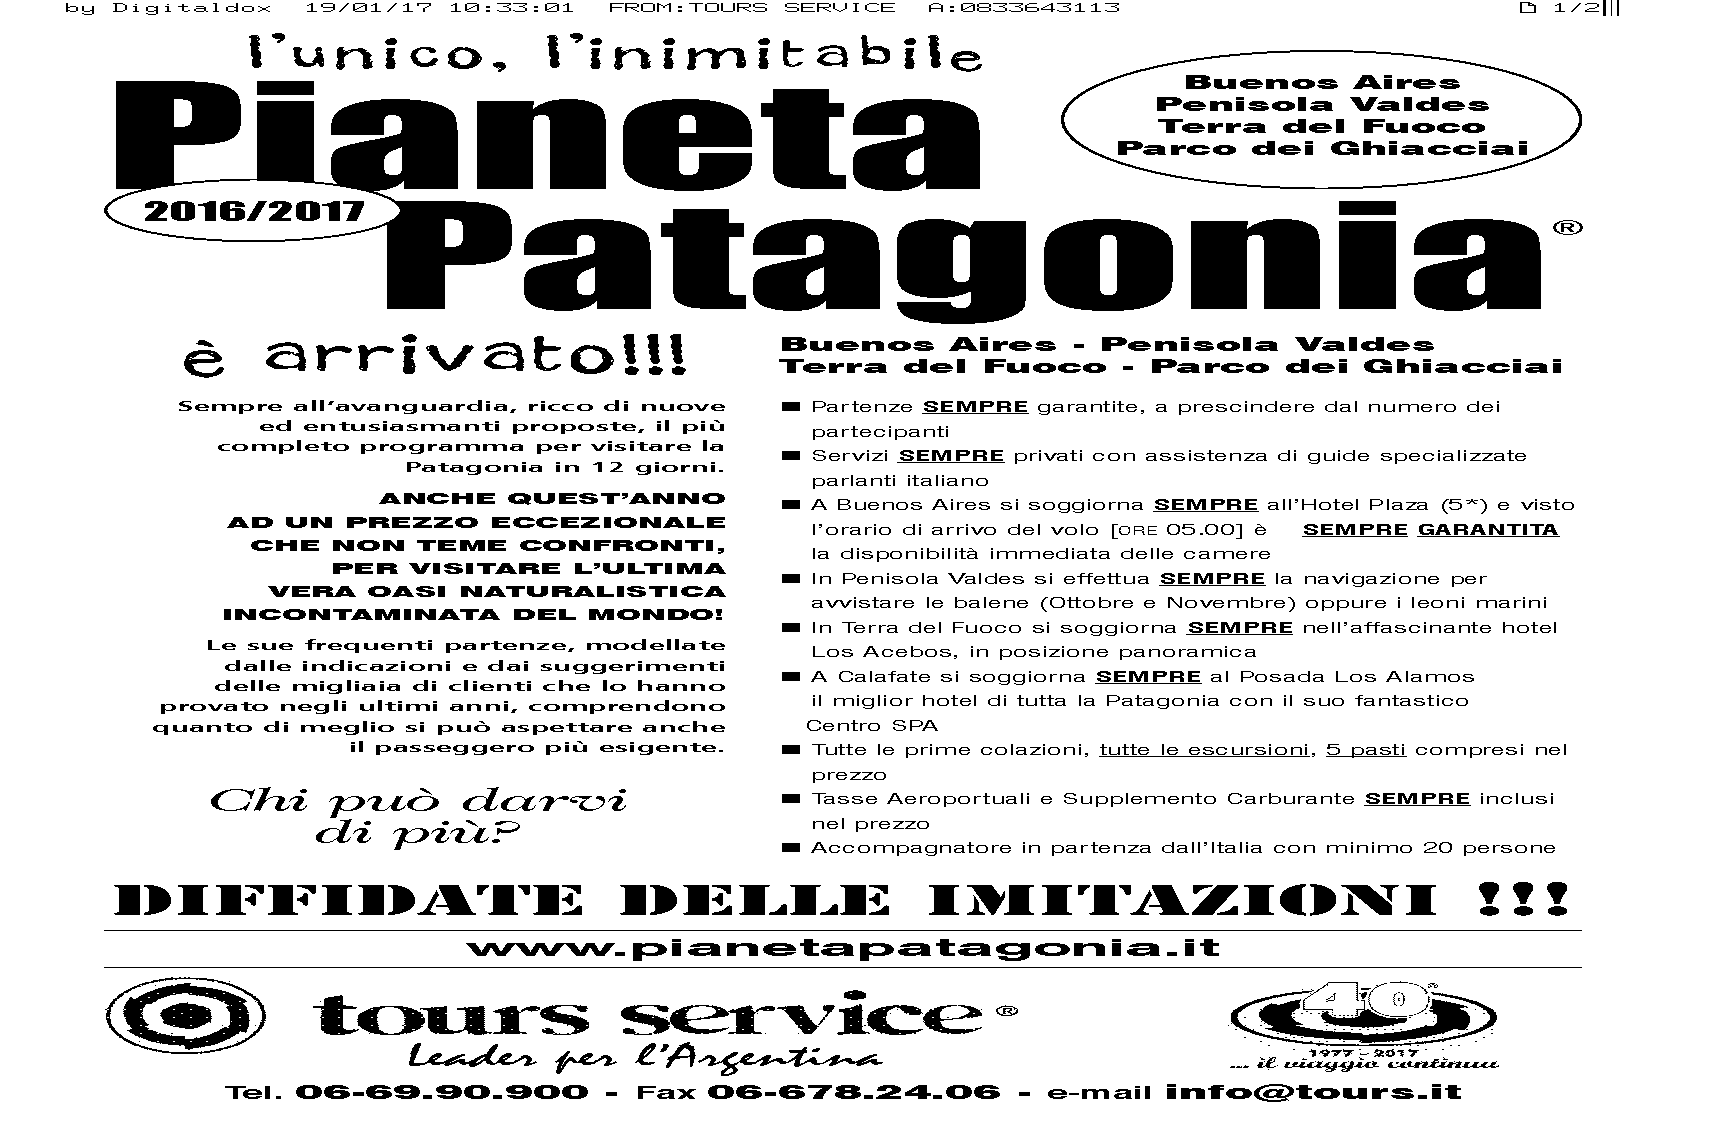 by Digitaldox 19/01/17 10:33:01 FROM:TOURS SERVICE A:0833643113 1/2
l'unico, l'inimitabile
Pianeta
Patagonia®
2016/2017
Buenos Aires
Penisola Valdes
Terra del Fuoco
Parco dei Ghiacciai
è arrivato!!!
Sempre all'avanguardia, ricco di nuove
ed entusiasmanti proposte, il più
completo programma per visitare la
Patagonia in 12 giorni.
ANCHE QUEST'ANNO
AD UN PREZZO ECCEZIONALE
CHE NON TEME CONFRONTI,
PER VISITARE L'ULTIMA
VERA OASI NATURALISTICA
INCONTAMINATA DEL MONDO!
Le sue frequenti partenze, modellate
dalle indicazioni e dai suggerimenti
delle migliaia di clienti che lo hanno
provato negli ultimi anni, comprendono
quanto di meglio si può aspettare anche
il passeggero più esigente.
Chi può darvi
di più?
Buenos Aires - Penisola Valdes
Terra del Fuoco - Parco dei Ghiacciai
■ Partenze SEMPRE garantite, a prescindere dal numero dei
partecipanti
■ Servizi SEMPRE privati con assistenza di guide specializzate
parlanti italiano
■ A Buenos Aires si soggiorna SEMPRE all'Hotel Plaza (5*) e visto
l'orario di arrivo del volo [ORE 05.00] è SEMPRE GARANTITA
la disponibilità immediata delle camere
■ In Penisola Valdes si effettua SEMPRE la navigazione per
avvistare le balene (Ottobre e Novembre) oppure i leoni marini
■ In Terra del Fuoco si soggiorna SEMPRE nell'affascinante hotel
Los Acebos, in posizione panoramica
■ A Calafate si soggiorna SEMPRE al Posada Los Alamos
il miglior hotel di tutta la Patagonia con il suo fantastico
Centro SPA
■ Tutte le prime colazioni, tutte le escursioni, 5 pasti compresi nel
prezzo
■ Tasse Aeroportuali e Supplemento Carburante SEMPRE inclusi
nel prezzo
■ Accompagnatore in partenza dall'Italia con minimo 20 persone
DIFFIDATE DELLE IMITAZIONI !!!
www.pianetapatagonia.it
tours service®
Leader per l'Argentina
40°
1977 - 2017
... il viaggio continua
Tel. 06-69.90.900 - Fax 06-678.24.06 - e-mail info@tours.it